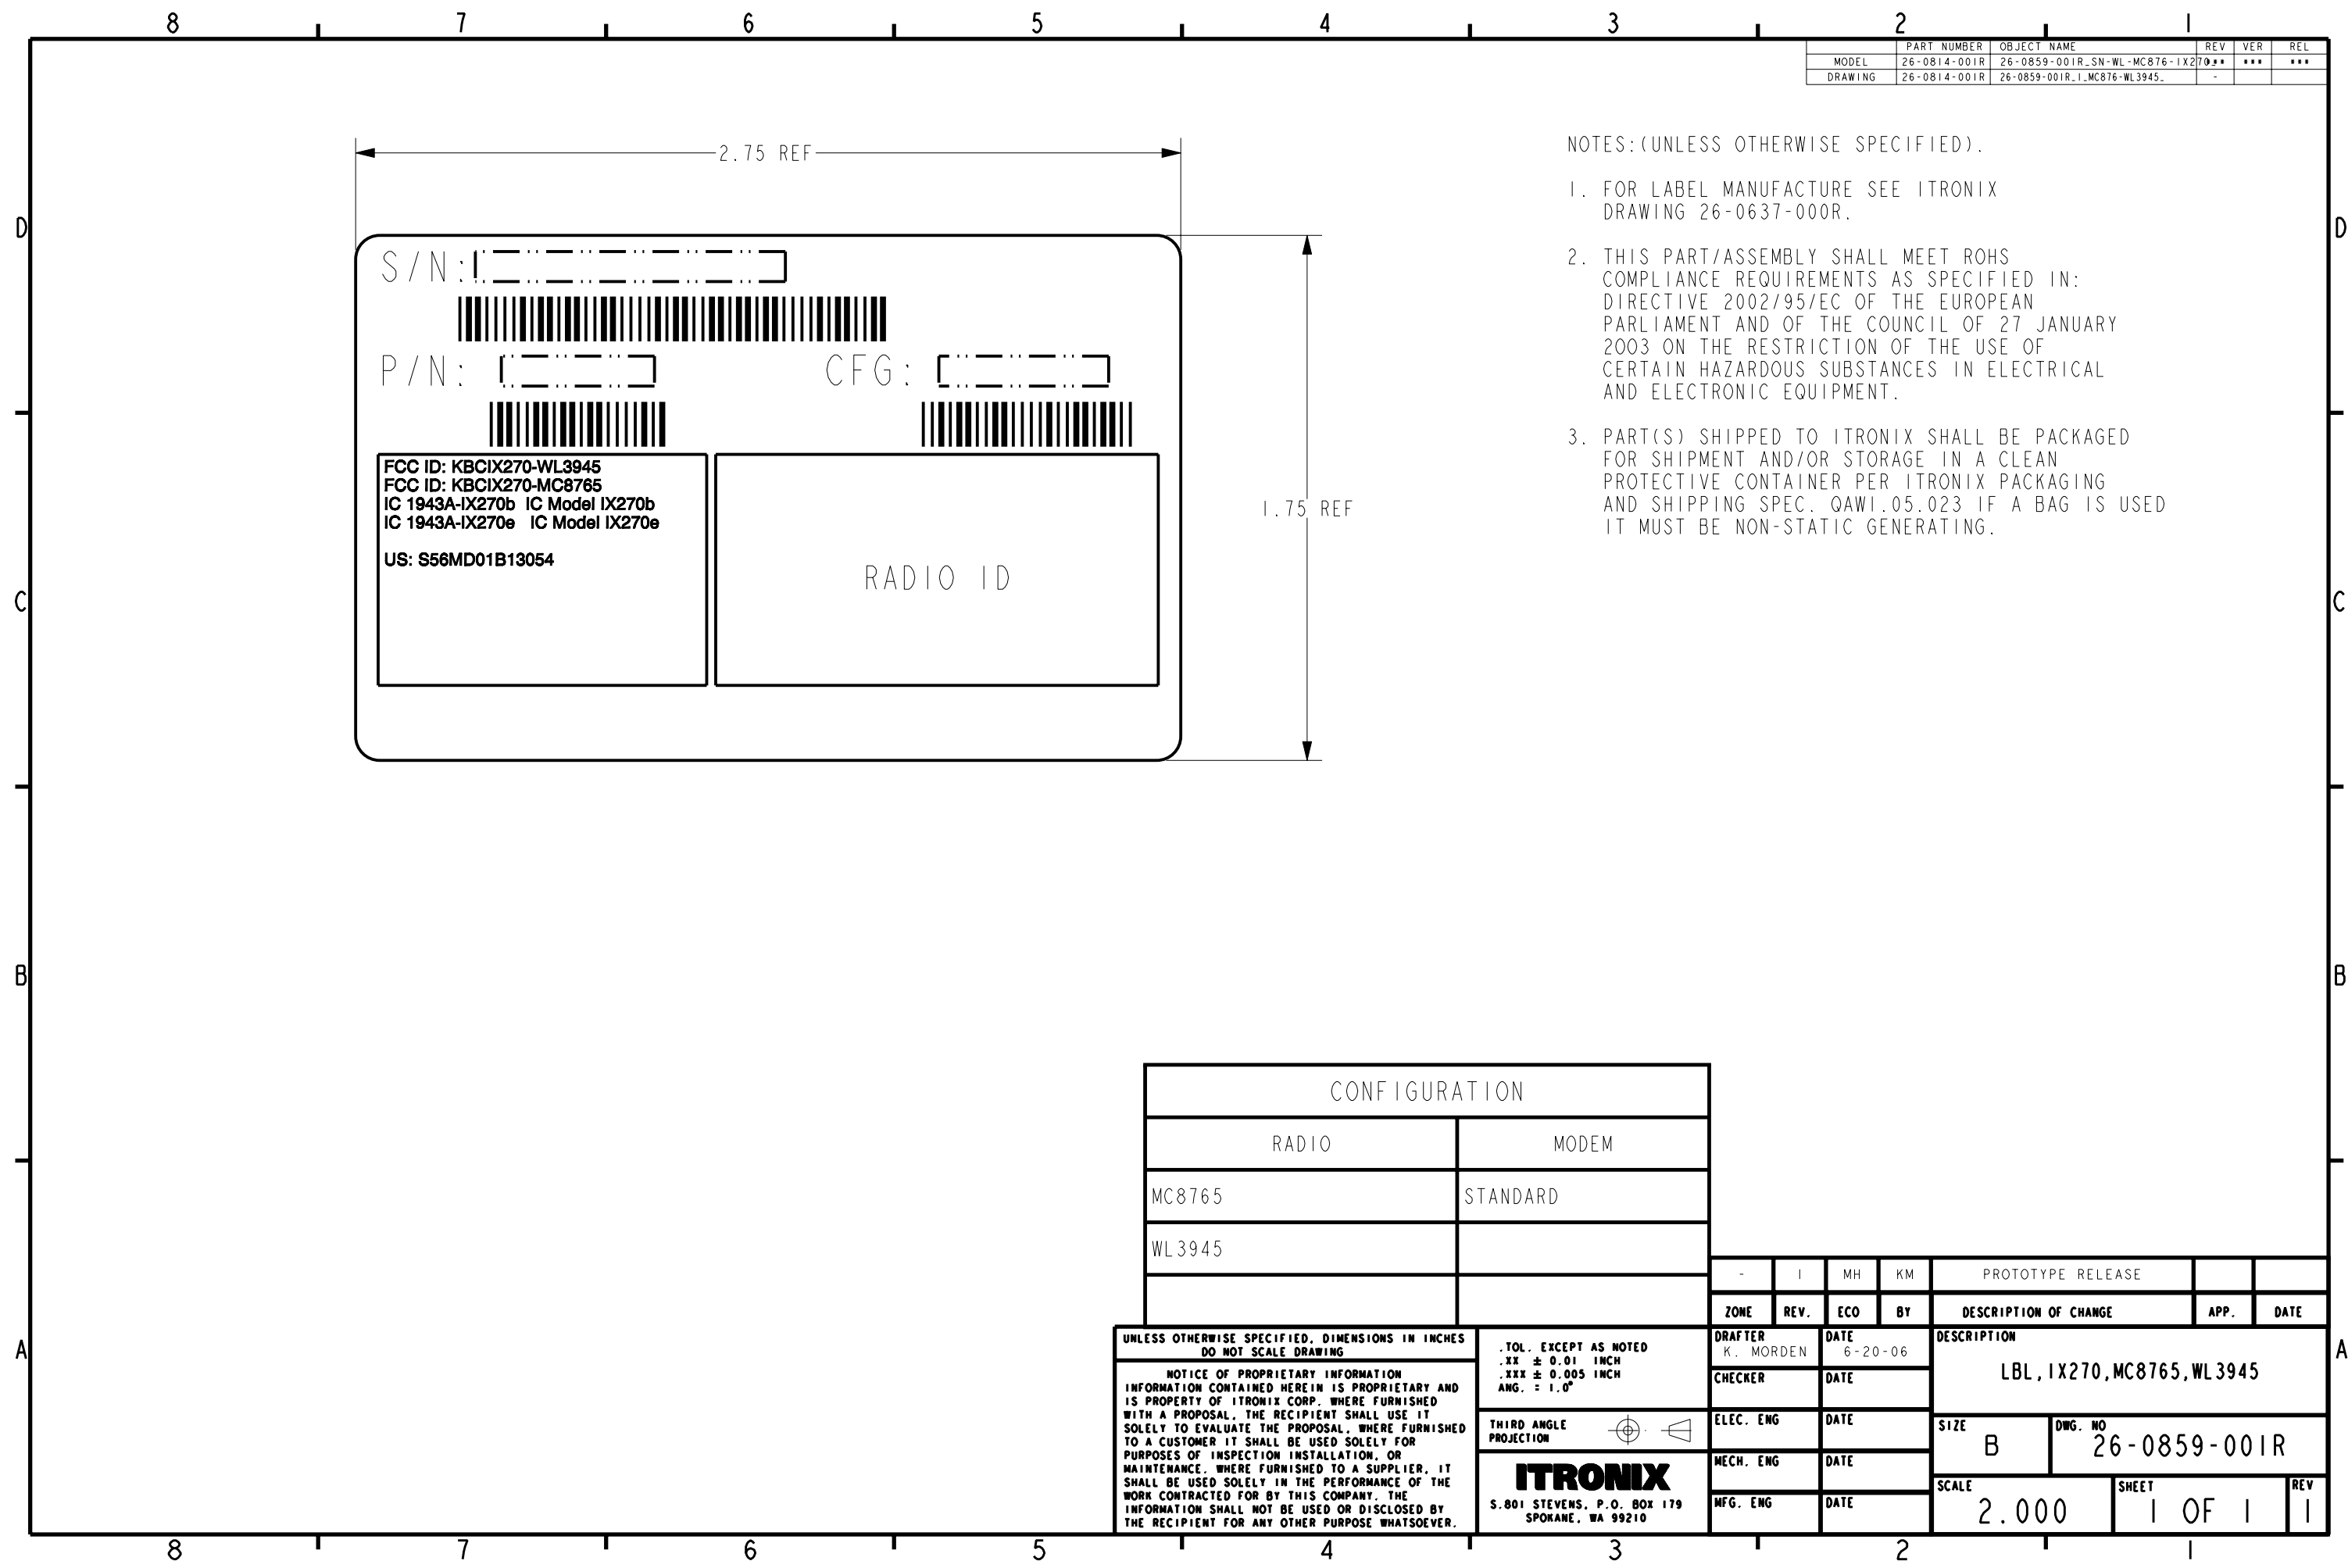 8 7 6 5 4 3 2 1
PART NUMBER OBJECT NAME REV VER REL
MODEL 26-0814-001R 26-0859-001R_SN-WL-MC876-IX270_
DRAWING 26-0814-001R 26-0859-001R_1_MC876-WL3945_ -
2.75 REF
NOTES:(UNLESS OTHERWISE SPECIFIED).
1. FOR LABEL MANUFACTURE SEE ITRONIX
DRAWING 26-0637-000R.
2. THIS PART/ASSEMBLY SHALL MEET ROHS
COMPLIANCE REQUIREMENTS AS SPECIFIED IN:
DIRECTIVE 2002/95/EC OF THE EUROPEAN
PARLIAMENT AND OF THE COUNCIL OF 27 JANUARY
2003 ON THE RESTRICTION OF THE USE OF
CERTAIN HAZARDOUS SUBSTANCES IN ELECTRICAL
AND ELECTRONIC EQUIPMENT.
3. PART(S) SHIPPED TO ITRONIX SHALL BE PACKAGED
FOR SHIPMENT AND/OR STORAGE IN A CLEAN
PROTECTIVE CONTAINER PER ITRONIX PACKAGING
AND SHIPPING SPEC. QAWI.05.023 IF A BAG IS USED
IT MUST BE NON-STATIC GENERATING.
D D
S/N:
P/N: CFG:
FCC ID: KBCIX270-WL3945
FCC ID: KBCIX270-MC8765
IC 1943A-IX270b IC Model IX270b
IC 1943A-IX270e IC Model IX270e
US: S56MD01B13054
RADIO ID
1.75 REF
C C
B B
CONFIGURATION
RADIO MODEM
MC8765 STANDARD
WL3945
- 1 MH KM PROTOTYPE RELEASE
ZONE REV. ECO BY DESCRIPTION OF CHANGE APP. DATE
A A
UNLESS OTHERWISE SPECIFIED, DIMENSIONS IN INCHES
DO NOT SCALE DRAWING
NOTICE OF PROPRIETARY INFORMATION
INFORMATION CONTAINED HEREIN IS PROPRIETARY AND
IS PROPERTY OF ITRONIX CORP. WHERE FURNISHED
WITH A PROPOSAL, THE RECIPIENT SHALL USE IT
SOLELY TO EVALUATE THE PROPOSAL, WHERE FURNISHED
TO A CUSTOMER IT SHALL BE USED SOLELY FOR
PURPOSES OF INSPECTION INSTALLATION, OR
MAINTENANCE. WHERE FURNISHED TO A SUPPLIER, IT
SHALL BE USED SOLELY IN THE PERFORMANCE OF THE
WORK CONTRACTED FOR BY THIS COMPANY. THE
INFORMATION SHALL NOT BE USED OR DISCLOSED BY
THE RECIPIENT FOR ANY OTHER PURPOSE WHATSOEVER.
.TOL. EXCEPT AS NOTED
.XX ± 0.01 INCH
.XXX ± 0.005 INCH
ANG. = 1.0°
THIRD ANGLE
PROJECTION
ITRONIX
S.801 STEVENS, P.O. BOX 179
SPOKANE, WA 99210
DRAFTER DATE
K. MORDEN 6-20-06
CHECKER DATE
ELEC. ENG DATE
MECH. ENG DATE
MFG. ENG DATE
DESCRIPTION
LBL,IX270,MC8765,WL3945
SIZE DWG. NO
B 26-0859-001R
SCALE SHEET REV
2.000 1 OF 1 1
8 7 6 5 4 3 2 1